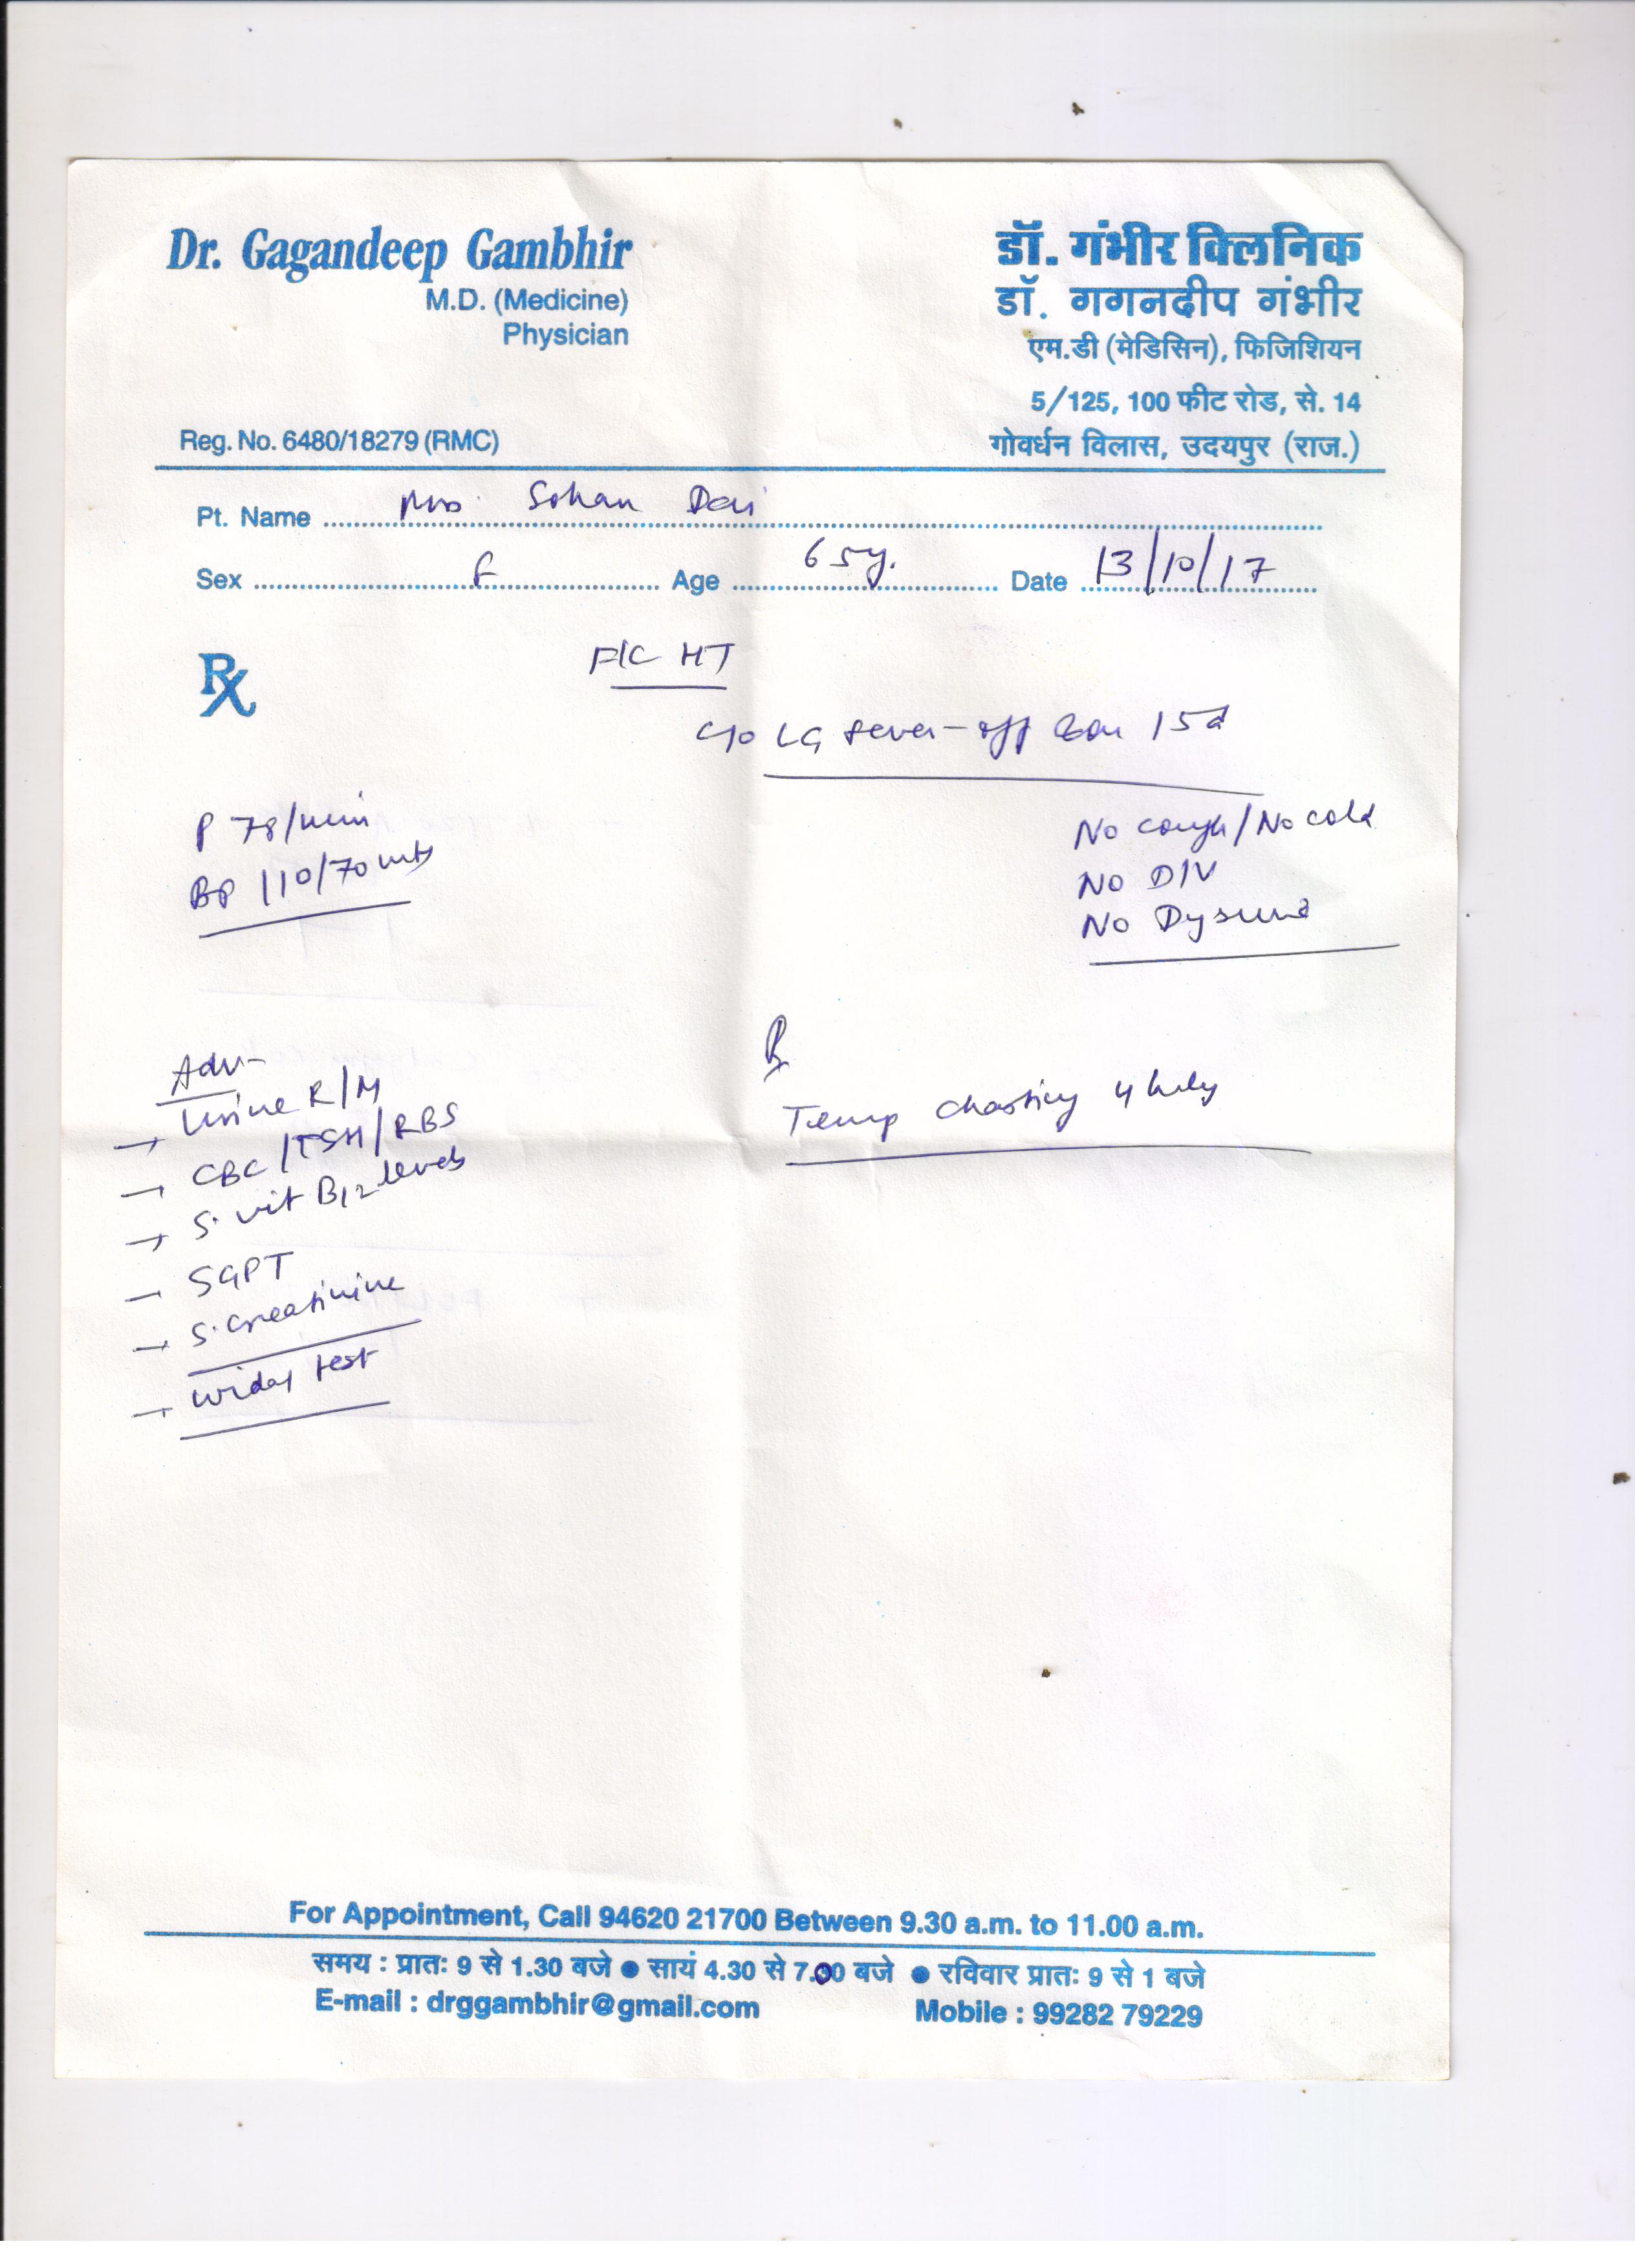 Dr. Gagandeep Gambhir
M.D. (Medicine)
Physician
Reg. No. 6480/18279 (RMC)
डॉ. गंभीर क्लिनिक
डॉ. गगनदीप गंभीर
एम.डी (मेडिसिन), फिजिशियन
5/125, 100 फीट रोड, से. 14
गोवर्धन विलास, उदयपुर (राज.)
Pt. Name Mrs. Sohan Devi
Sex F Age 65y. Date 13/10/17
Rx
HT
C/o LG fever - off 15d
P 78/min
BP 110/70
No cough/No cold
No D/V
No Dysuria
Adv-
→ Urine R/M
→ CBC/TSH/RBS
→ S. vit B12 levels
→ SGPT
→ S. creatinine
→ widal test
Rx
Temp charting 4 hrly
For Appointment, Call 94620 21700 Between 9.30 a.m. to 11.00 a.m.
समय : प्रातः 9 से 1.30 बजे ● सायं 4.30 से 7.00 बजे ● रविवार प्रातः 9 से 1 बजे
E-mail : drggambhir@gmail.com Mobile : 99282 79229